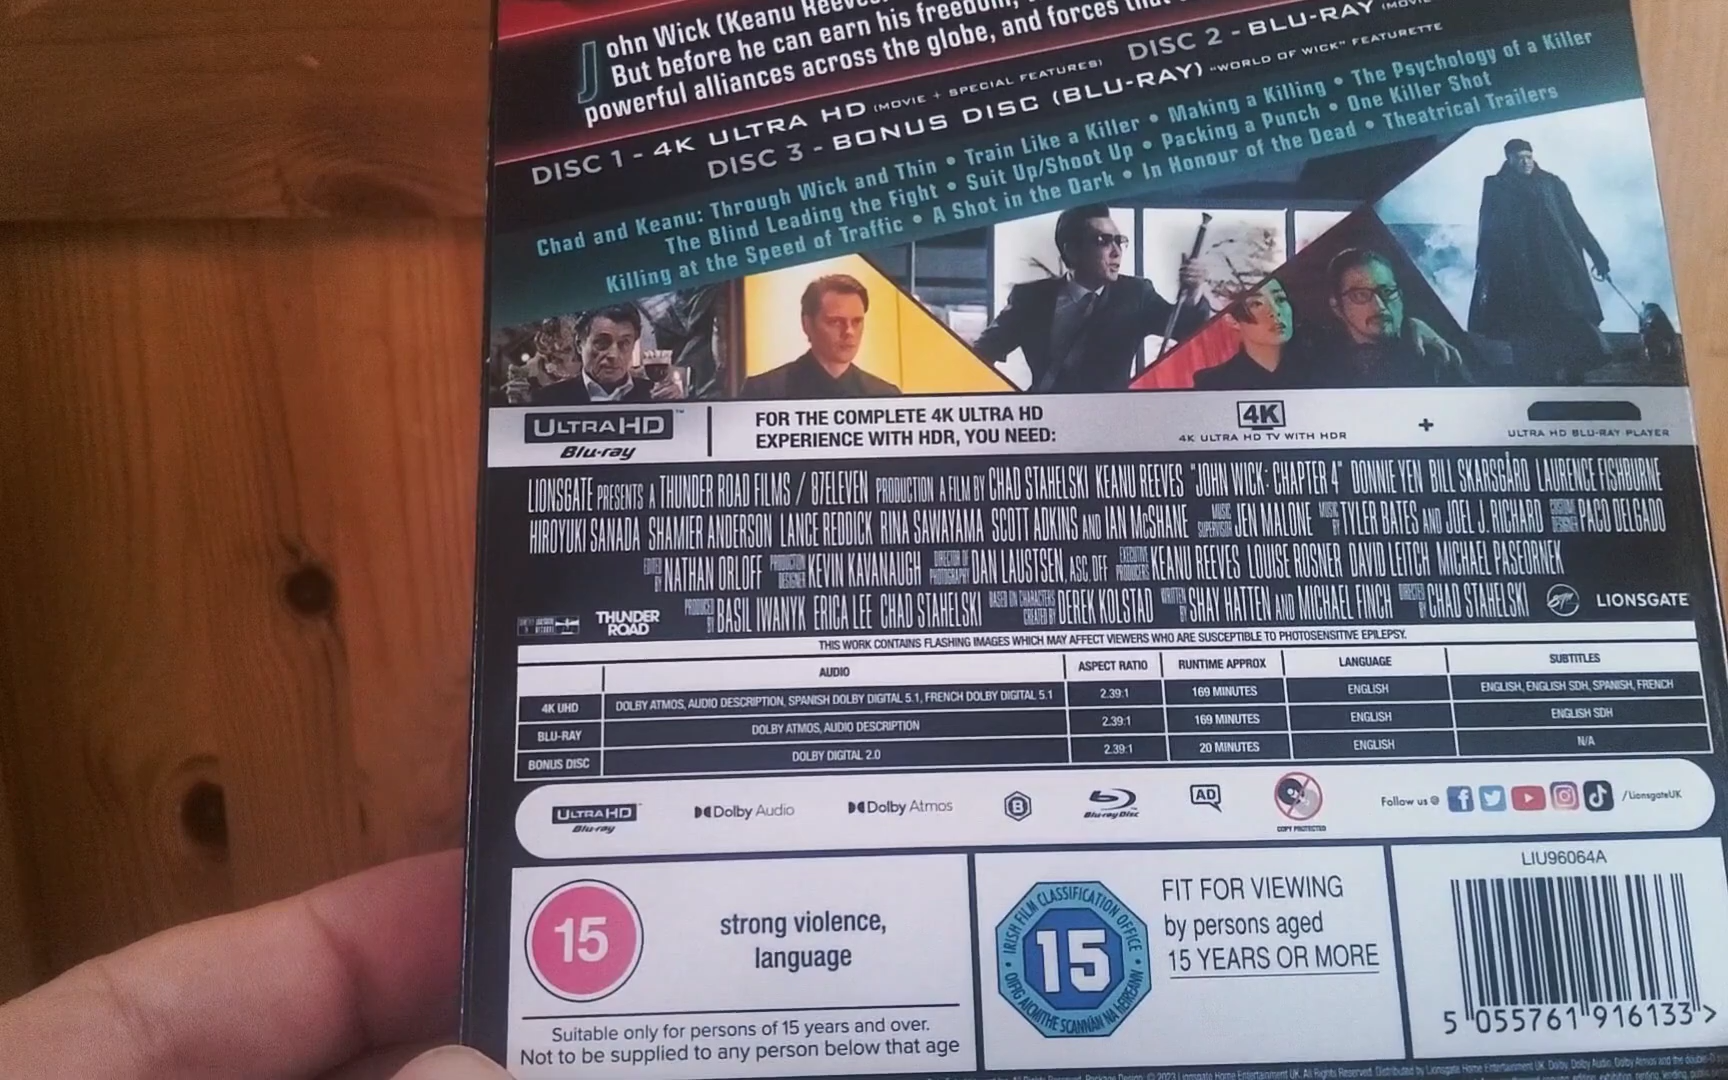 John Wick (Keanu Reeves
But before he can earn his freedom,
powerful alliances across the globe, and forces that
DISC 1 - 4K ULTRA HD (MOVIE + SPECIAL FEATURES) DISC 2 - BLU-RAY (MOVIE
DISC 3 - BONUS DISC (BLU-RAY) "WORLD OF WICK" FEATURETTE
Chad and Keanu: Through Wick and Thin • Train Like a Killer • Making a Killing • The Psychology of a Killer
The Blind Leading the Fight • Suit Up/Shoot Up • Packing a Punch • One Killer Shot
Killing at the Speed of Traffic • A Shot in the Dark • In Honour of the Dead • Theatrical Trailers
ULTRA HD™
Blu-ray
FOR THE COMPLETE 4K ULTRA HD
EXPERIENCE WITH HDR, YOU NEED:
4K
4K ULTRA HD TV WITH HDR
+
ULTRA HD BLU-RAY PLAYER
LIONSGATE PRESENTS A THUNDER ROAD FILMS / 87ELEVEN PRODUCTION A FILM BY CHAD STAHELSKI KEANU REEVES "JOHN WICK: CHAPTER 4" DONNIE YEN BILL SKARSGÅRD LAURENCE FISHBURNE
HIROYUKI SANADA SHAMIER ANDERSON LANCE REDDICK RINA SAWAYAMA SCOTT ADKINS AND IAN McSHANE MUSIC SUPERVISOR JEN MALONE MUSIC BY TYLER BATES AND JOEL J. RICHARD COSTUME DESIGNER PACO DELGADO
EDITED BY NATHAN ORLOFF PRODUCTION DESIGNER KEVIN KAVANAUGH DIRECTOR OF PHOTOGRAPHY DAN LAUSTSEN, ASC, DFF EXECUTIVE PRODUCERS KEANU REEVES LOUISE ROSNER DAVID LEITCH MICHAEL PASEORNEK
THUNDER ROAD PRODUCED BY BASIL IWANYK ERICA LEE CHAD STAHELSKI BASED ON CHARACTERS CREATED BY DEREK KOLSTAD WRITTEN BY SHAY HATTEN AND MICHAEL FINCH DIRECTED BY CHAD STAHELSKI LIONSGATE®
THIS WORK CONTAINS FLASHING IMAGES WHICH MAY AFFECT VIEWERS WHO ARE SUSCEPTIBLE TO PHOTOSENSITIVE EPILEPSY.
AUDIO ASPECT RATIO RUNTIME APPROX LANGUAGE SUBTITLES
4K UHD DOLBY ATMOS, AUDIO DESCRIPTION, SPANISH DOLBY DIGITAL 5.1, FRENCH DOLBY DIGITAL 5.1 2.39:1 169 MINUTES ENGLISH ENGLISH, ENGLISH SDH, SPANISH, FRENCH
BLU-RAY DOLBY ATMOS, AUDIO DESCRIPTION 2.39:1 169 MINUTES ENGLISH ENGLISH SDH
BONUS DISC DOLBY DIGITAL 2.0 2.39:1 20 MINUTES ENGLISH N/A
ULTRA HD Blu-ray Dolby Audio Dolby Atmos B Blu-ray Disc AD COPY PROTECTED Follow us @ /LionsgateUK
15
strong violence,
language
Suitable only for persons of 15 years and over.
Not to be supplied to any person below that age
IRISH FILM CLASSIFICATION OFFICE
15
OIFIG AICMITHE SCANNÁN NA hÉIREANN
FIT FOR VIEWING
by persons aged
15 YEARS OR MORE
LIU96064A
5 055761 916133 >